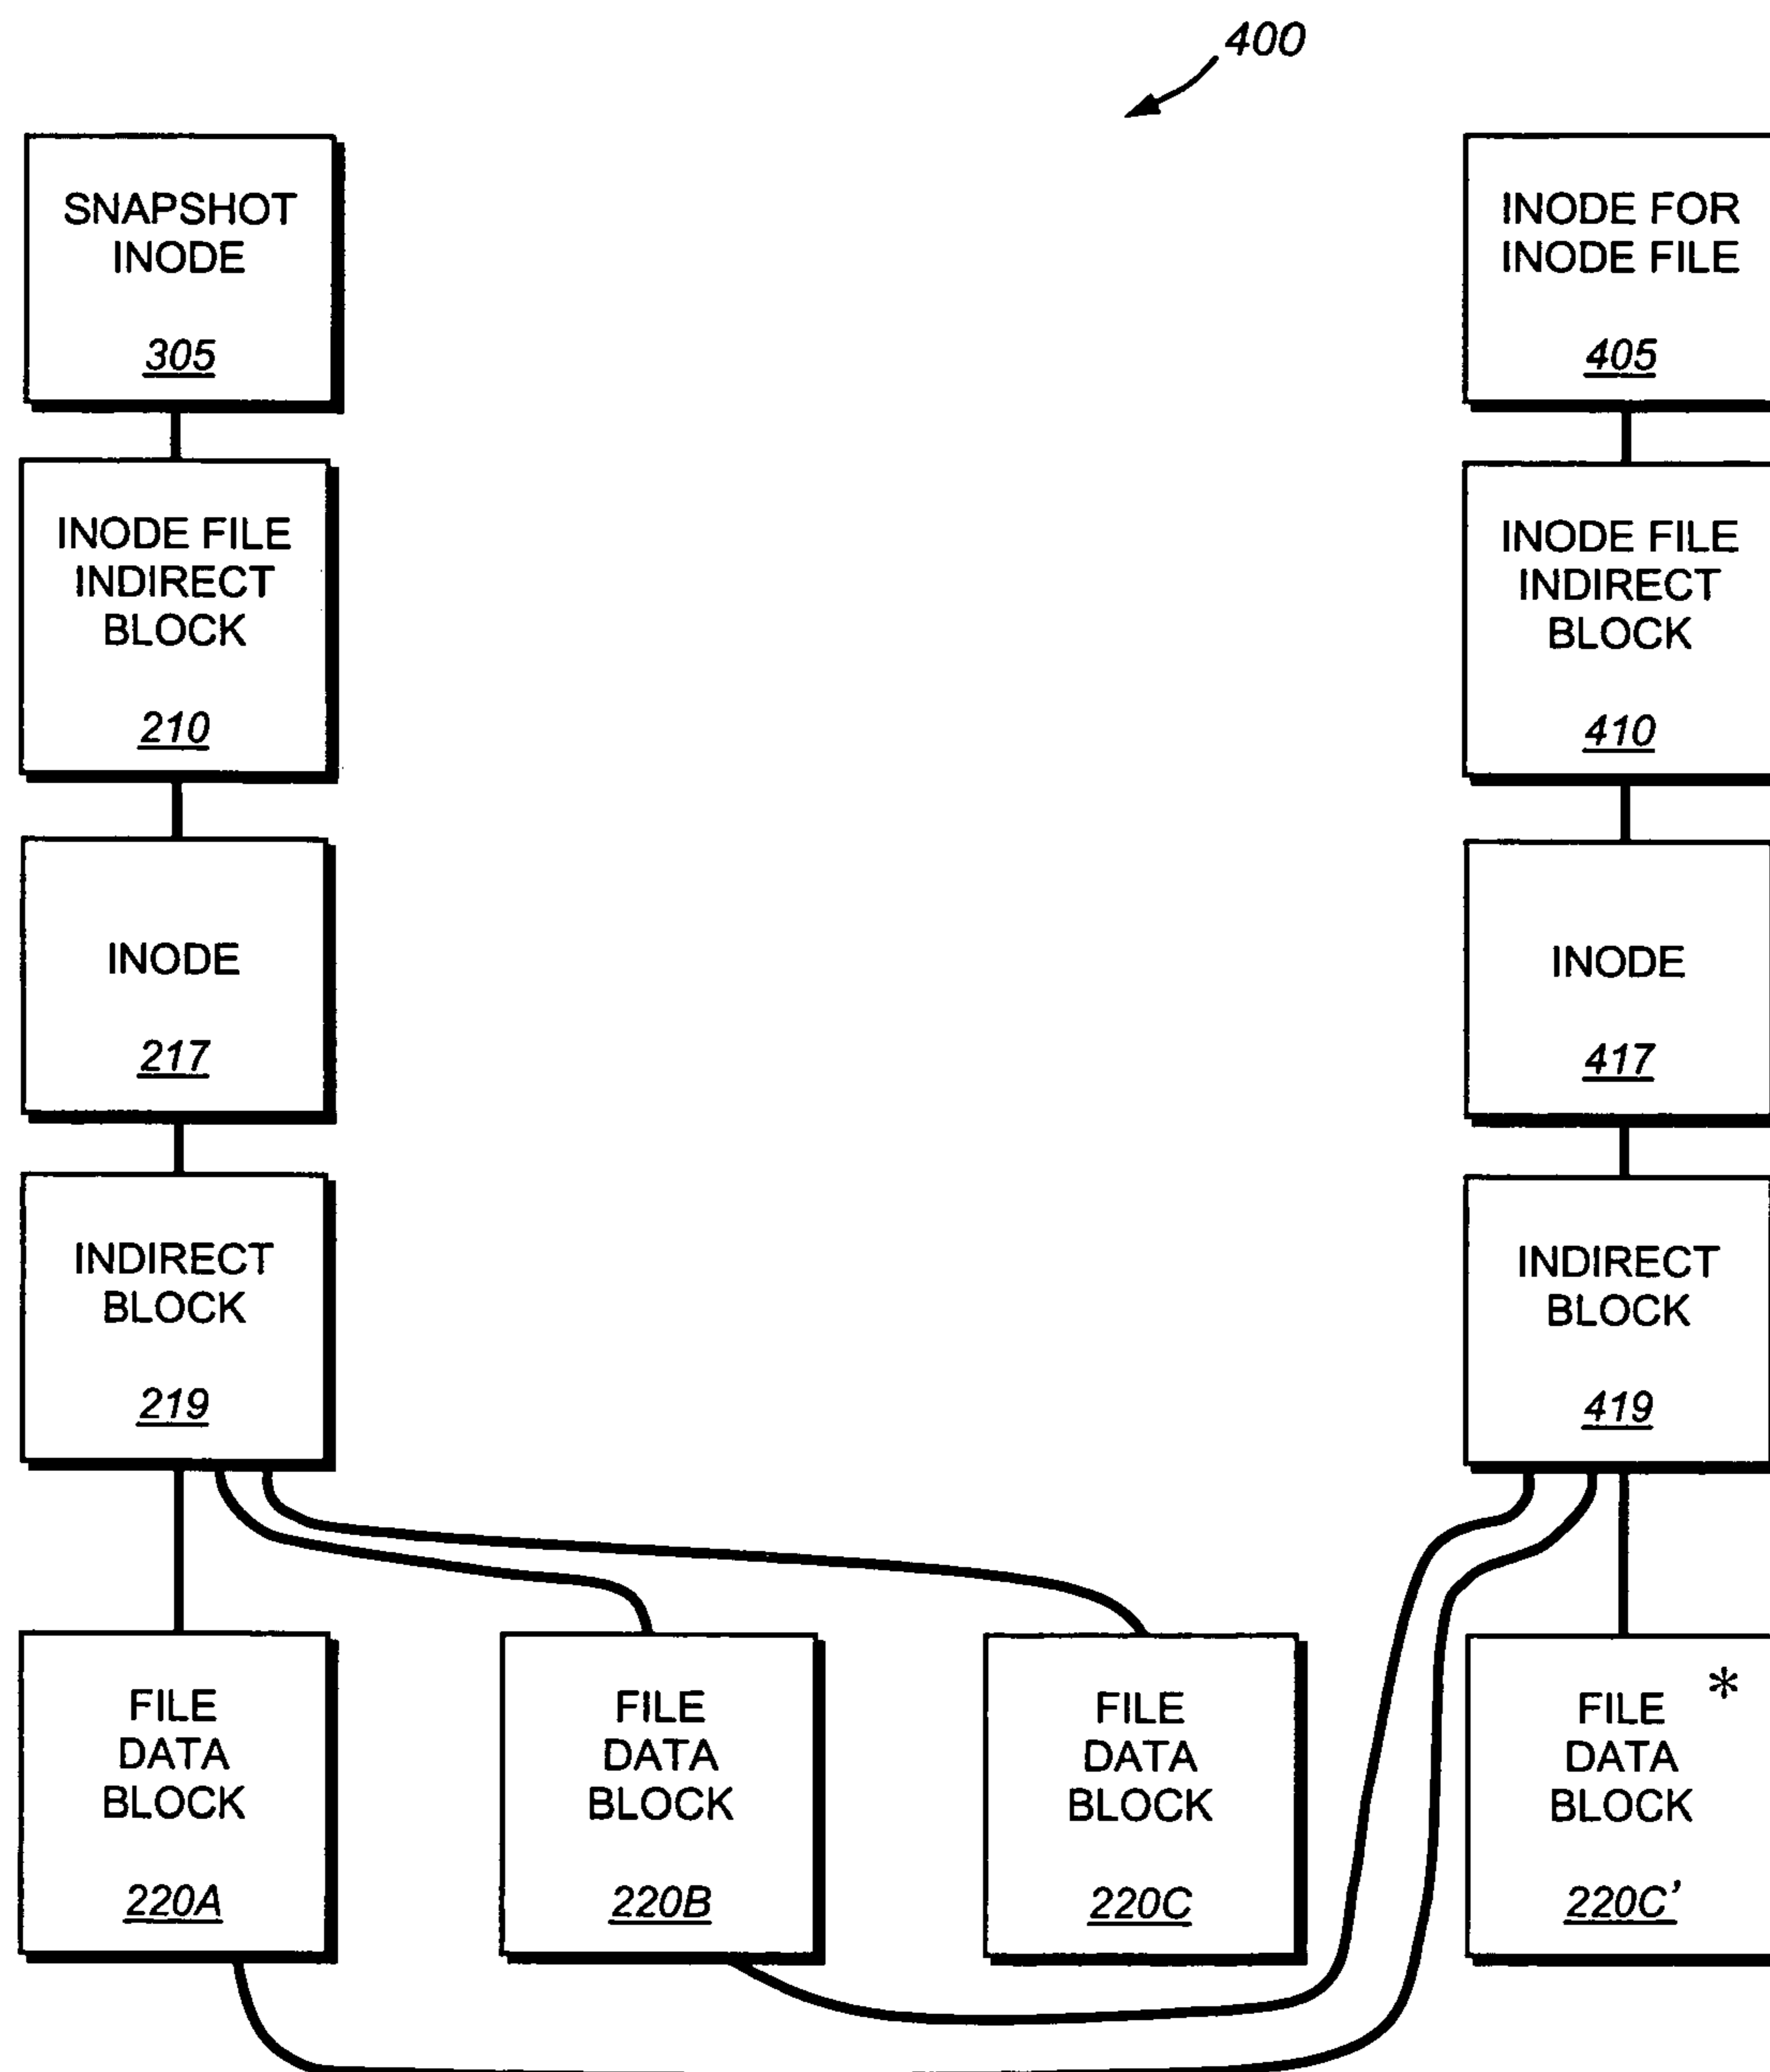 400
SNAPSHOT
INODE
305
INODE FOR
INODE FILE
405
INODE FILE
INDIRECT
BLOCK
210
INODE FILE
INDIRECT
BLOCK
410
INODE
217
INODE
417
INDIRECT
BLOCK
219
INDIRECT
BLOCK
419
FILE
DATA
BLOCK
220A
FILE
DATA
BLOCK
220B
FILE
DATA
BLOCK
220C
*
FILE
DATA
BLOCK
220C'